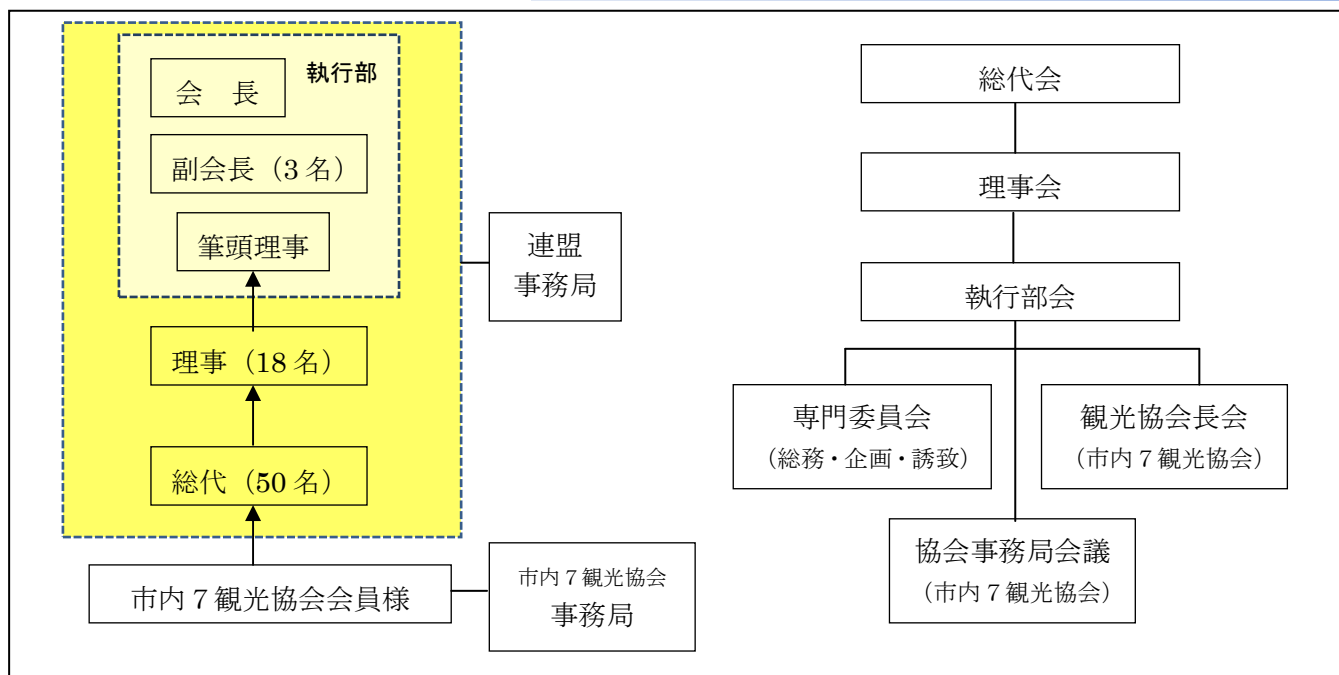 執行部
会　長
副会長（3 名）
筆頭理事
理事（18 名）
総代（50 名）
市内 7 観光協会会員様
連盟
事務局
市内 7 観光協会
事務局
総代会
理事会
執行部会
専門委員会
（総務・企画・誘致）
観光協会長会
（市内 7 観光協会）
協会事務局会議
（市内 7 観光協会）